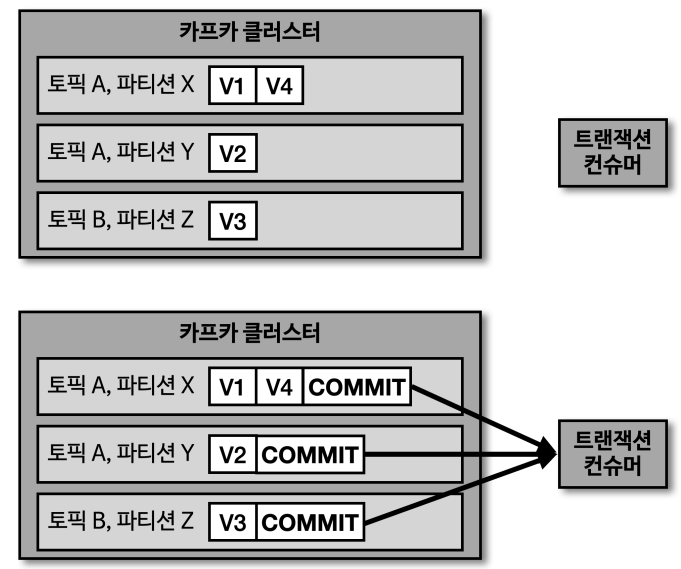 카프카 클러스터
토픽 A, 파티션 X V1 V4
토픽 A, 파티션 Y V2
토픽 B, 파티션 Z V3
트랜잭션
컨슈머
카프카 클러스터
토픽 A, 파티션 X V1 V4 COMMIT
토픽 A, 파티션 Y V2 COMMIT
토픽 B, 파티션 Z V3 COMMIT
트랜잭션
컨슈머